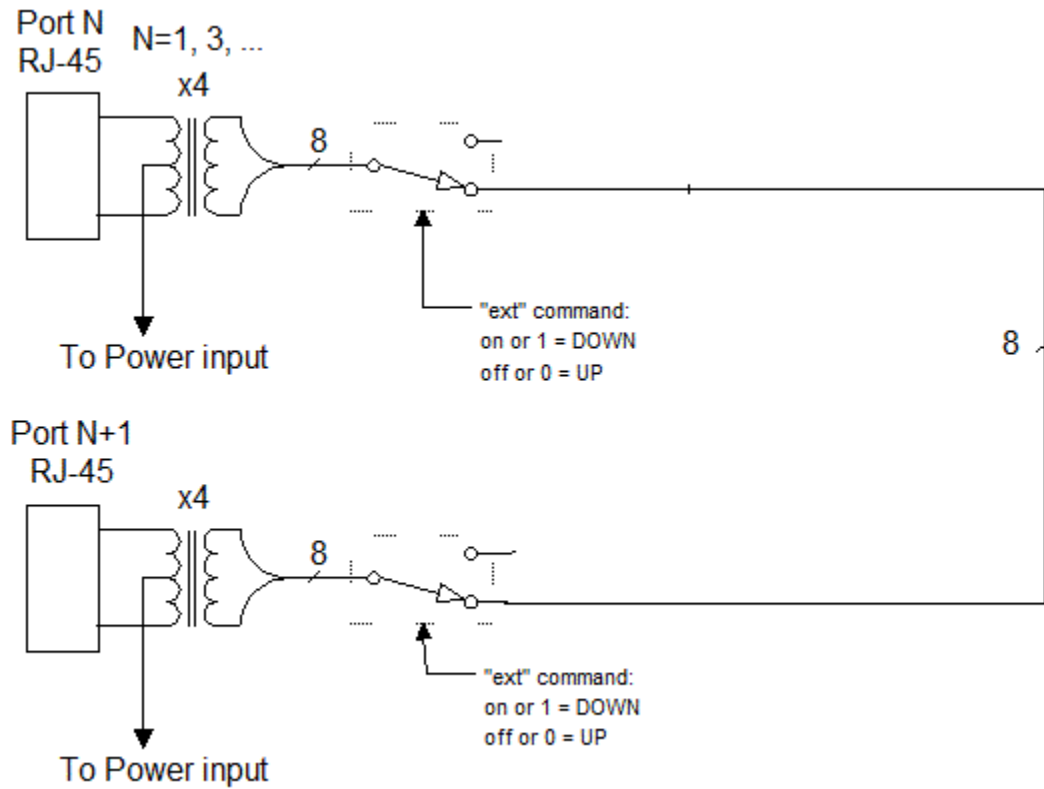 Port N
RJ-45
N=1, 3, ...
x4
8
"ext" command:
on or 1 = DOWN
off or 0 = UP
To Power input
8
Port N+1
RJ-45
x4
8
"ext" command:
on or 1 = DOWN
off or 0 = UP
To Power input